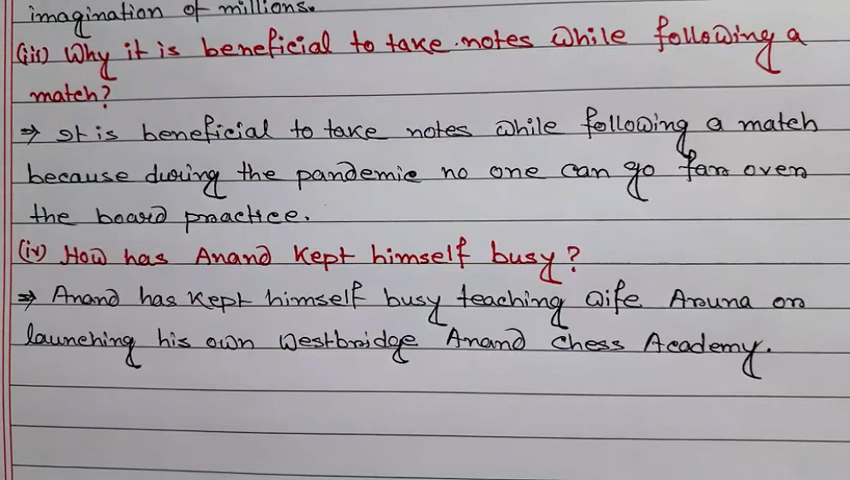 imagination of millions.
(iii) Why it is beneficial to take notes while following a
match?
⇒ It is beneficial to take notes while following a match
because during the pandemic no one can go for over
the board practice.
(iv) How has Anand kept himself busy?
⇒ Anand has kept himself busy teaching wife Aruna or
launching his own Westbridge Anand Chess Academy.